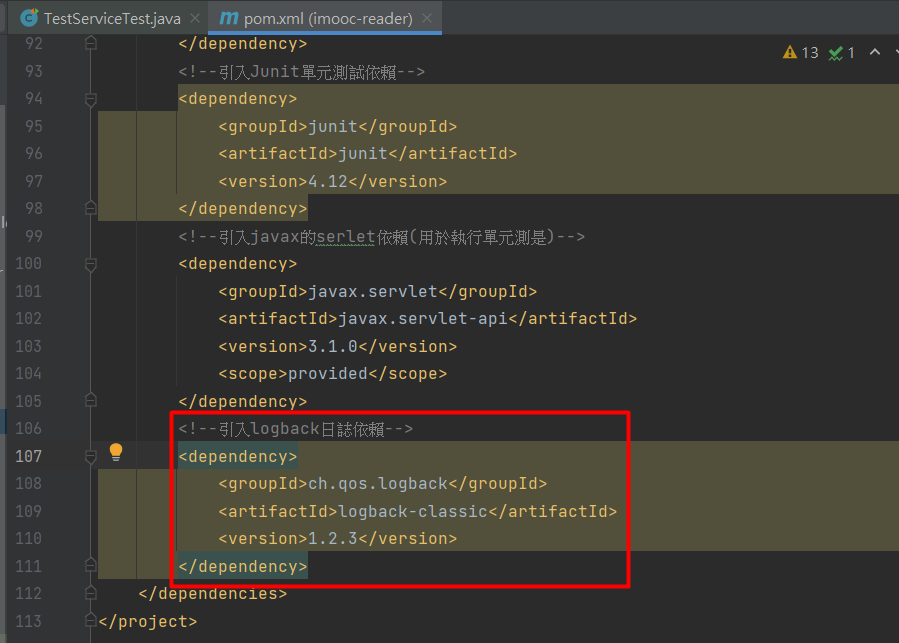 TestServiceTest.java
pom.xml (imooc-reader)
13
1
92 </dependency>
93 <!--引入Junit單元測試依賴-->
94 <dependency>
95 <groupId>junit</groupId>
96 <artifactId>junit</artifactId>
97 <version>4.12</version>
98 </dependency>
99 <!--引入javax的serlet依賴(用於執行單元測是)-->
100 <dependency>
101 <groupId>javax.servlet</groupId>
102 <artifactId>javax.servlet-api</artifactId>
103 <version>3.1.0</version>
104 <scope>provided</scope>
105 </dependency>
106 <!--引入logback日誌依賴-->
107 <dependency>
108 <groupId>ch.qos.logback</groupId>
109 <artifactId>logback-classic</artifactId>
110 <version>1.2.3</version>
111 </dependency>
112 </dependencies>
113 </project>